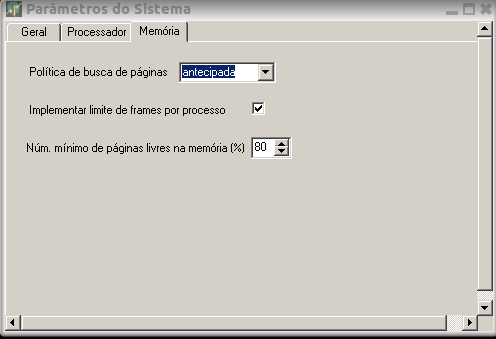 Parâmetros do Sistema
Geral Processador Memória
Política de busca de páginas antecipada
Implementar limite de frames por processo
Núm. mínimo de páginas livres na memória (%) 80